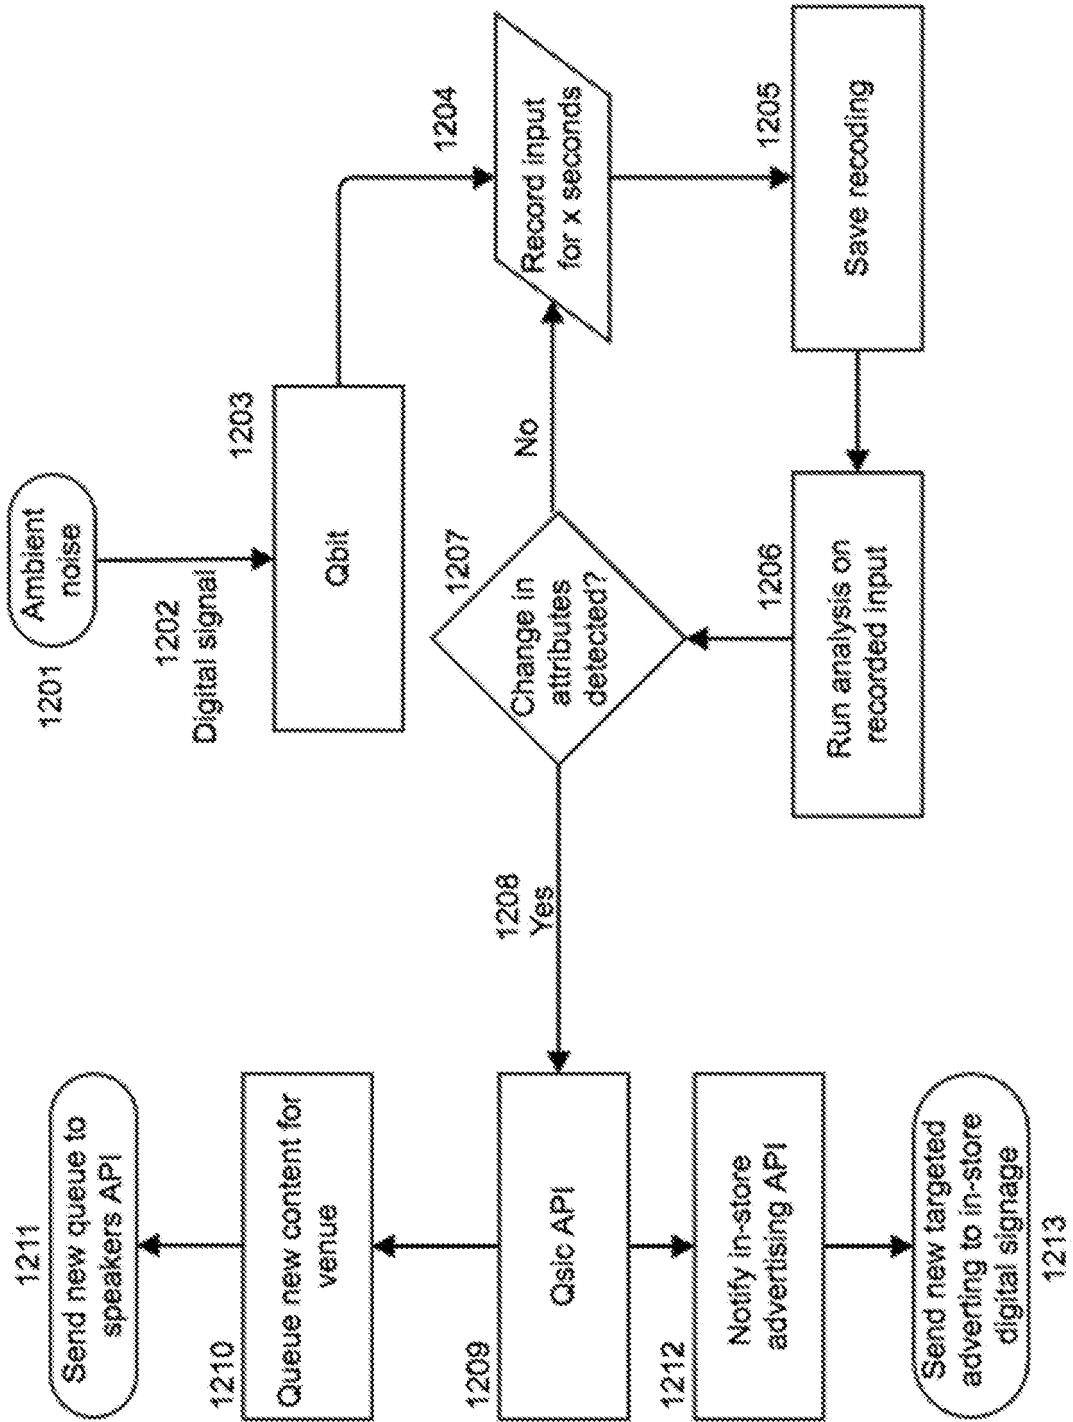 1201
Ambient
noise
1202
Digital signal
1203
Qbit
1204
Record input
for x seconds
1205
Save recoding
1206
Run analysis on
recorded input
1207
Change in
attributes
detected?
No
1208
Yes
1209
Qsic API
1210
Queue new content for
venue
1211
Send new queue to
speakers API
1212
Notify in-store
advertising API
Send new targeted
adverting to in-store
digital signage
1213